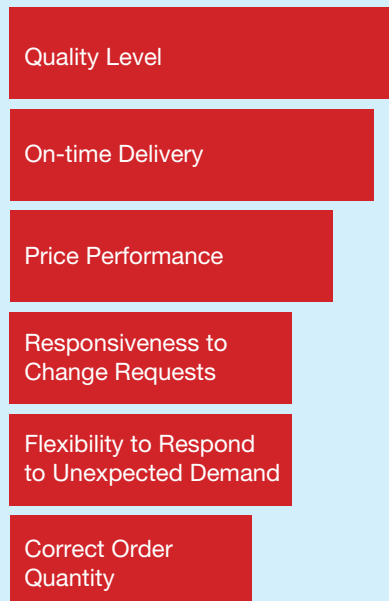 Quality Level
On-time Delivery
Price Performance
Responsiveness to
Change Requests
Flexibility to Respond
to Unexpected Demand
Correct Order
Quantity